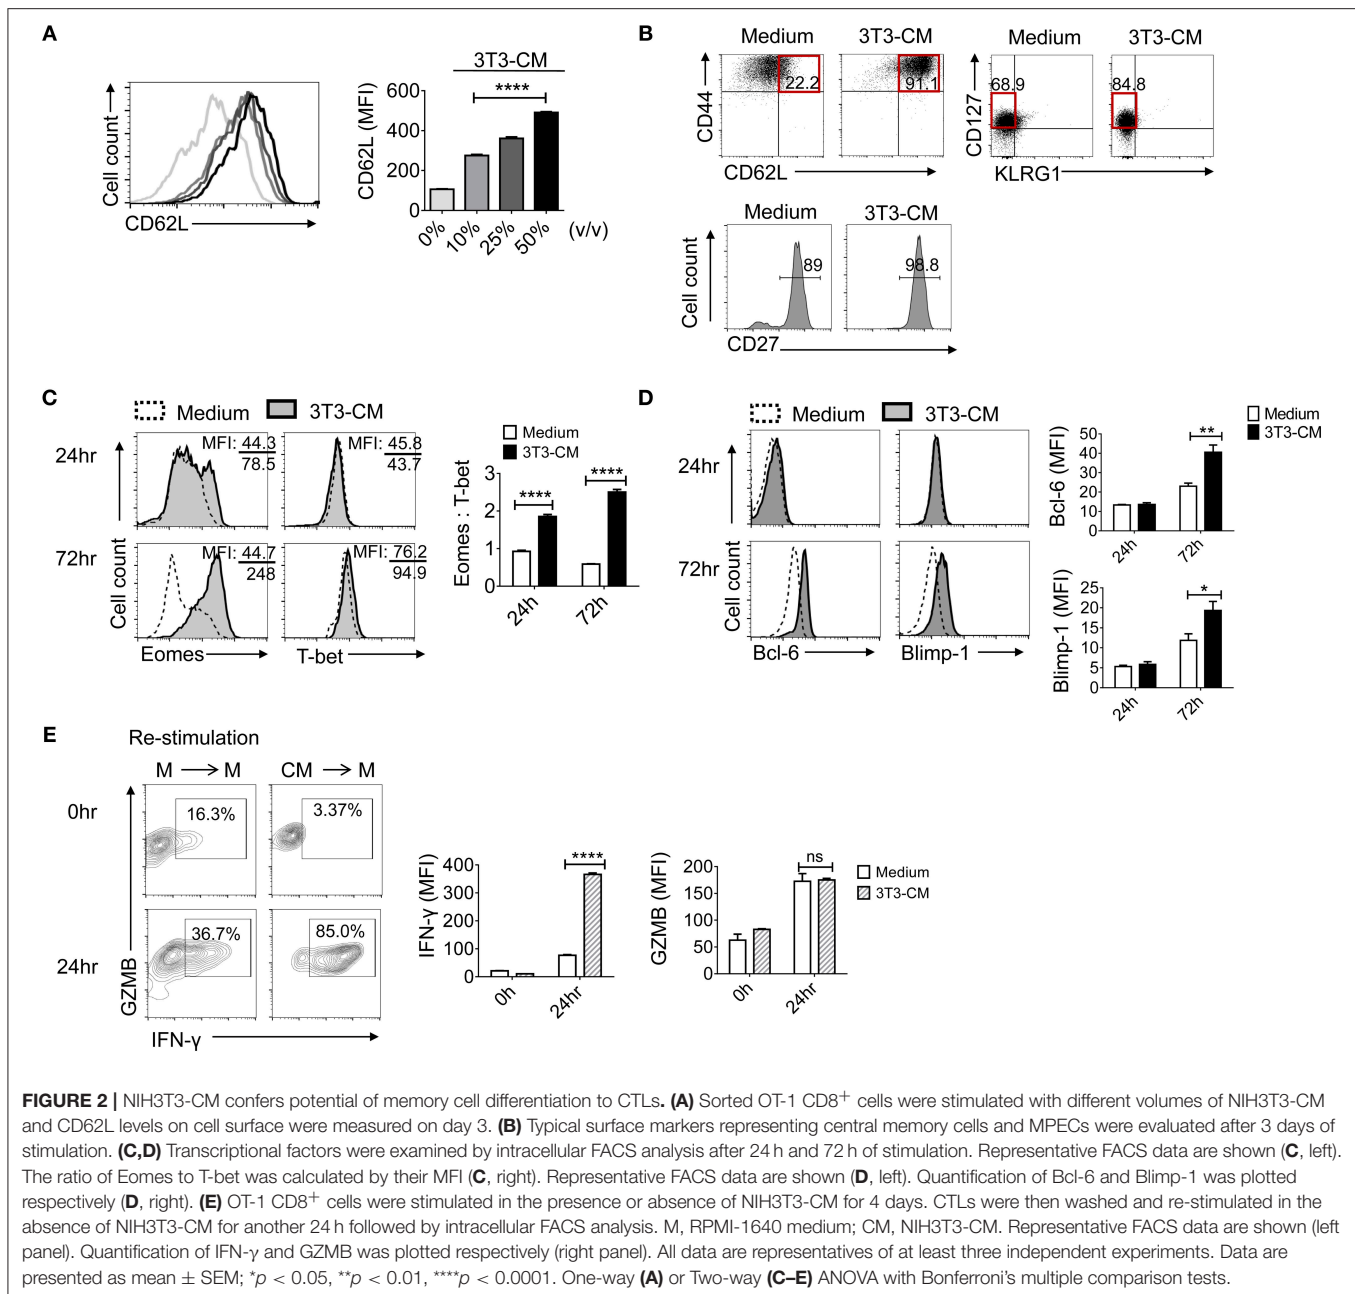 A
3T3-CM
****
CD62L (MFI)
600
400
200
0
0%
10%
25%
50%
(v/v)
Cell count
CD62L
B
Medium
3T3-CM
22.2
91.1
CD44
CD62L
Medium
3T3-CM
68.9
84.8
CD127
KLRG1
Medium
3T3-CM
89
98.8
Cell count
CD27
C
Medium
3T3-CM
24hr
MFI: 44.3
78.5
MFI: 45.8
43.7
72hr
MFI: 44.7
248
MFI: 76.2
94.9
Cell count
Eomes
T-bet
Medium
3T3-CM
Eomes : T-bet
3
2
1
0
****
****
24h
72h
D
Medium
3T3-CM
24hr
72hr
Cell count
Bcl-6
Blimp-1
Medium
3T3-CM
Bcl-6 (MFI)
50
40
30
20
10
0
**
24h
72h
Blimp-1 (MFI)
25
20
15
10
5
0
*
24h
72h
E
Re-stimulation
M
M
CM
M
0hr
16.3%
3.37%
24hr
36.7%
85.0%
GZMB
IFN-γ
IFN-γ (MFI)
400
300
200
100
0
****
0h
24hr
GZMB (MFI)
200
150
100
50
0
ns
0h
24hr
Medium
3T3-CM
FIGURE 2 | NIH3T3-CM confers potential of memory cell differentiation to CTLs. (A) Sorted OT-1 CD8+ cells were stimulated with different volumes of NIH3T3-CM
and CD62L levels on cell surface were measured on day 3. (B) Typical surface markers representing central memory cells and MPECs were evaluated after 3 days of
stimulation. (C,D) Transcriptional factors were examined by intracellular FACS analysis after 24 h and 72 h of stimulation. Representative FACS data are shown (C, left).
The ratio of Eomes to T-bet was calculated by their MFI (C, right). Representative FACS data are shown (D, left). Quantification of Bcl-6 and Blimp-1 was plotted
respectively (D, right). (E) OT-1 CD8+ cells were stimulated in the presence or absence of NIH3T3-CM for 4 days. CTLs were then washed and re-stimulated in the
absence of NIH3T3-CM for another 24 h followed by intracellular FACS analysis. M, RPMI-1640 medium; CM, NIH3T3-CM. Representative FACS data are shown (left
panel). Quantification of IFN-γ and GZMB was plotted respectively (right panel). All data are representatives of at least three independent experiments. Data are
presented as mean ± SEM; *p < 0.05, **p < 0.01, ****p < 0.0001. One-way (A) or Two-way (C–E) ANOVA with Bonferroni's multiple comparison tests.